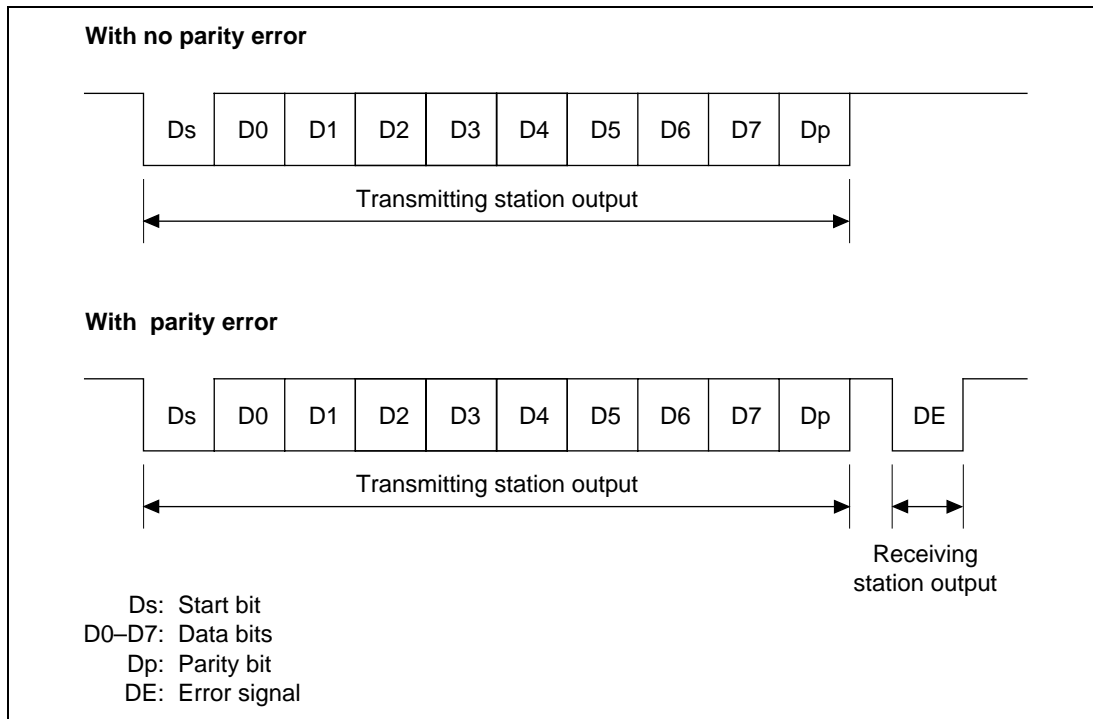 With no parity error
Ds D0 D1 D2 D3 D4 D5 D6 D7 Dp
Transmitting station output
With parity error
Ds D0 D1 D2 D3 D4 D5 D6 D7 Dp DE
Transmitting station output
Receiving
station output
Ds: Start bit
D0–D7: Data bits
Dp: Parity bit
DE: Error signal